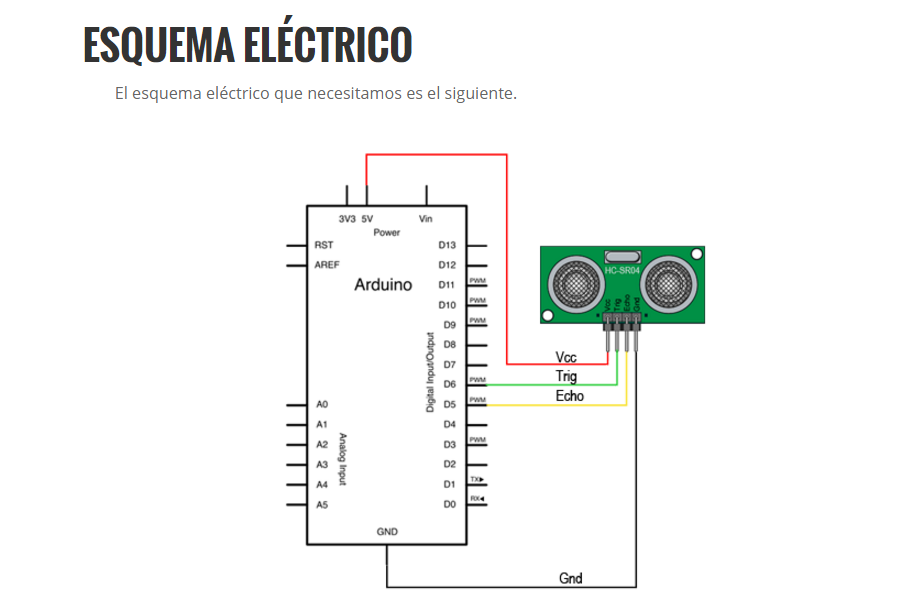 ESQUEMA ELÉCTRICO
El esquema eléctrico que necesitamos es el siguiente.
3V3 5V Vin
Power
RST D13
AREF D12
Arduino
D11 PWM
D10 PWM
D9 PWM
D8
D7
D6 PWM
A0 D5 PWM
A1 D4
A2 D3 PWM
A3 D2
A4 D1 TX▶
A5 D0 RX◀
Digital Input/Output
Analog Input
GND
HC-SR04
Vcc
Trig
Echo
Gnd
Vcc
Trig
Echo
Gnd